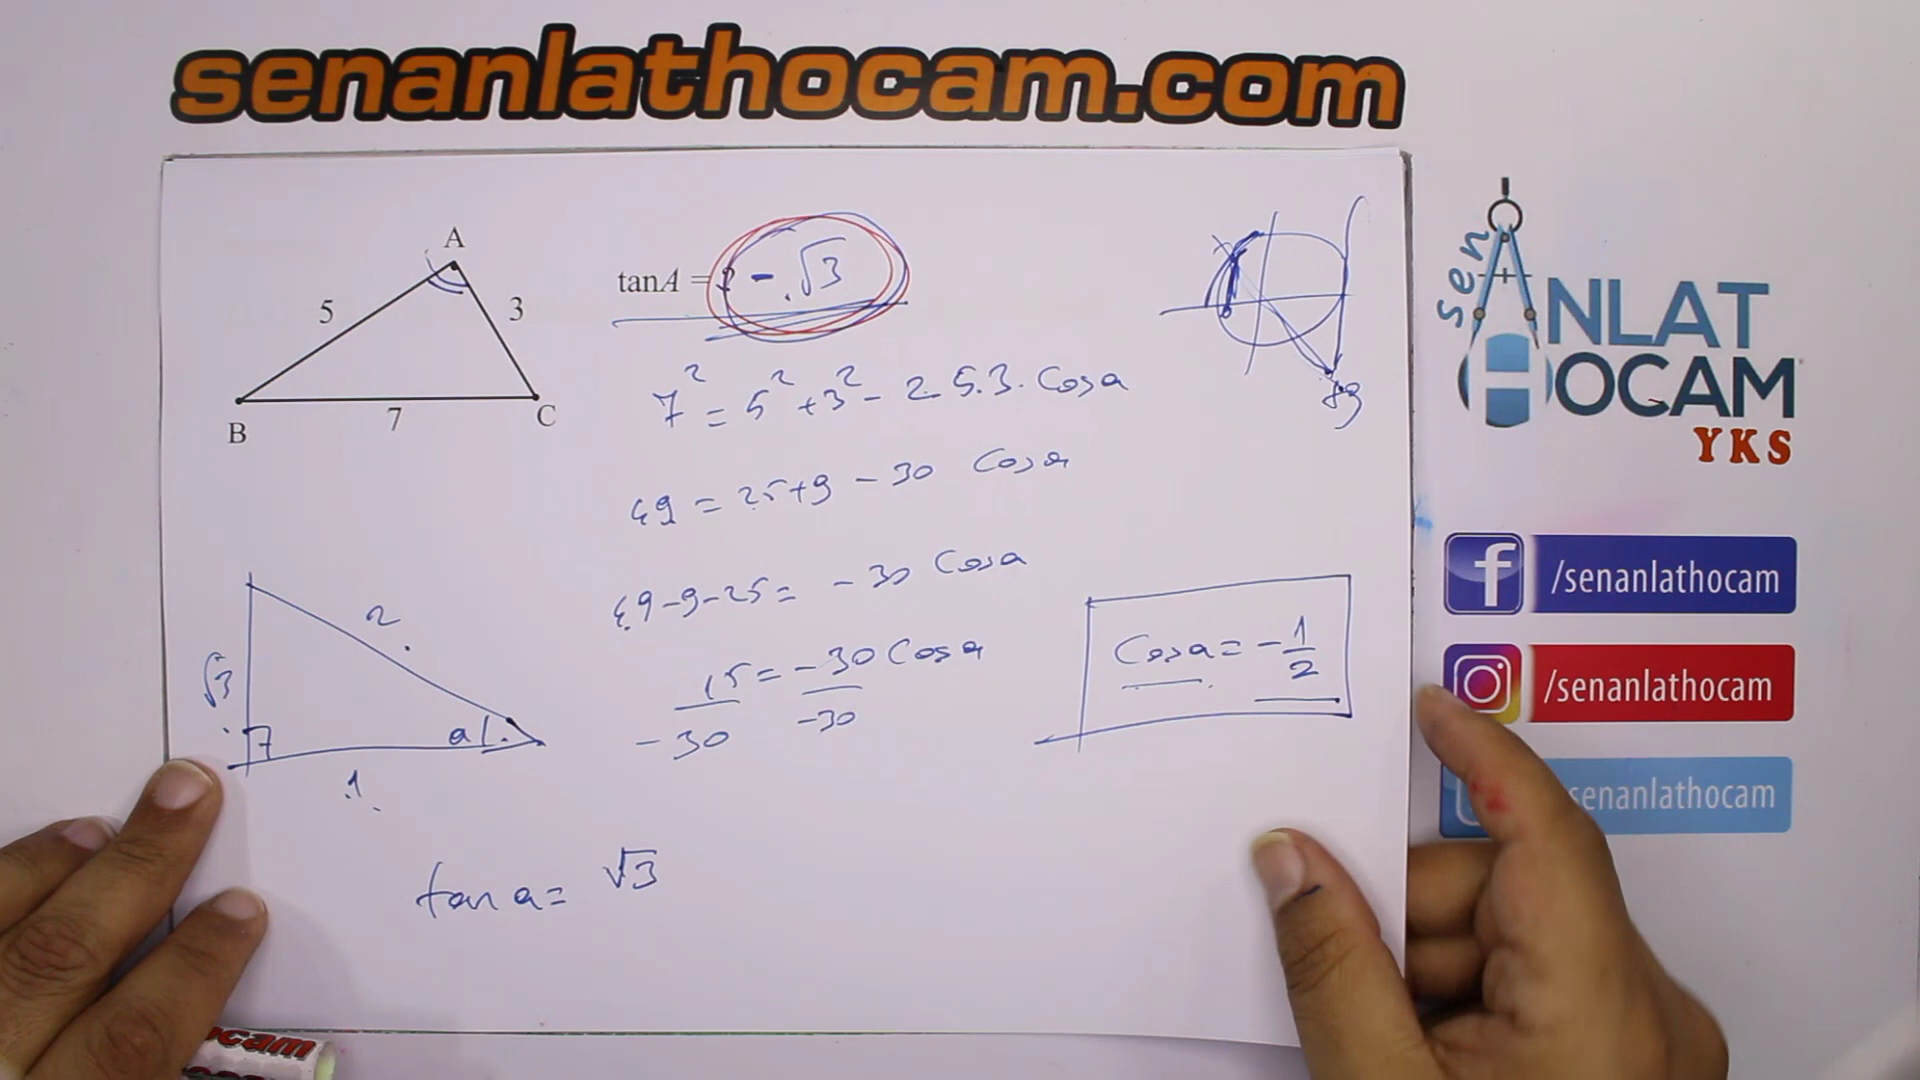 senanlathocam.com
A
5
3
B
7
C
tanA = ? -√3
7² = 5² + 3² - 2.5.3.Cosa
49 = 25+9 - 30 Cosa
49-9-25 = -30 Cosa
15 = -30 Cosa
-30 -30
Cosa = -1/2
√3
2
a
1
tan a = √3
sen ANLAT
HOCAM
YKS
/senanlathocam
/senanlathocam
senanlathocam